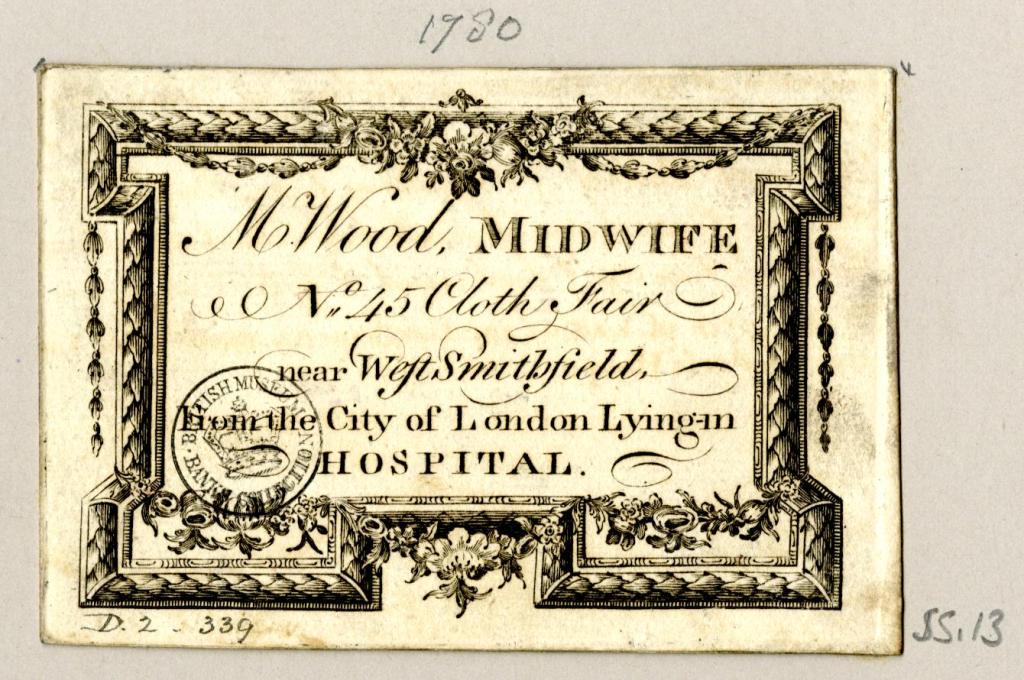 1780
M. Wood, MIDWIFE
No. 45 Cloth Fair
near West Smithfield,
From the City of London Lying-in
HOSPITAL.
BRITISH MUSEUM
BANKS COLLECTION
D. 2 - 339
SS. 13